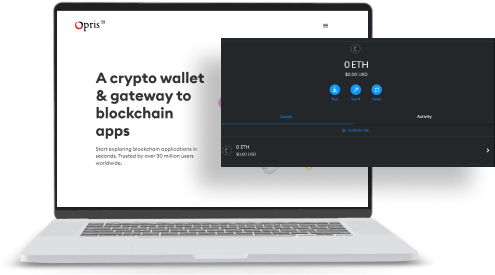 Opris
A crypto wallet
& gateway to
blockchain
apps
Start exploring blockchain applications in
seconds. Trusted by over 30 million users
worldwide.
0 ETH
$0.00 USD
Buy
Send
Swap
Assets
Activity
0 ETH
$0.00 USD